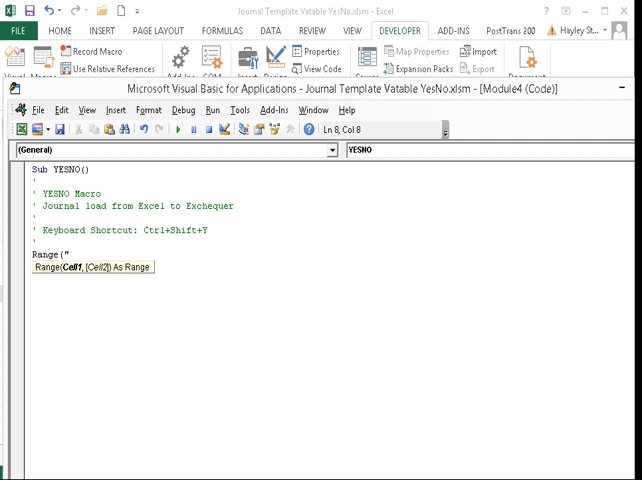 Journal Template Vatable YesNo.xlsm - Excel
FILE HOME INSERT PAGE LAYOUT FORMULAS DATA REVIEW VIEW DEVELOPER ADD-INS PostTrans 200 Hayley St...
Record Macro Properties Map Properties Import
Use Relative References View Code Expansion Packs Export
Microsoft Visual Basic for Applications - Journal Template Vatable YesNo.xlsm - [Module4 (Code)]
File Edit View Insert Format Debug Run Tools Add-Ins Window Help
Ln 8, Col 8
(General) YESNO
Sub YESNO()
'
' YESNO Macro
' Journal load from Excel to Exchequer
'
' Keyboard Shortcut: Ctrl+Shift+Y
'
Range("
Range(Cell1, [Cell2]) As Range